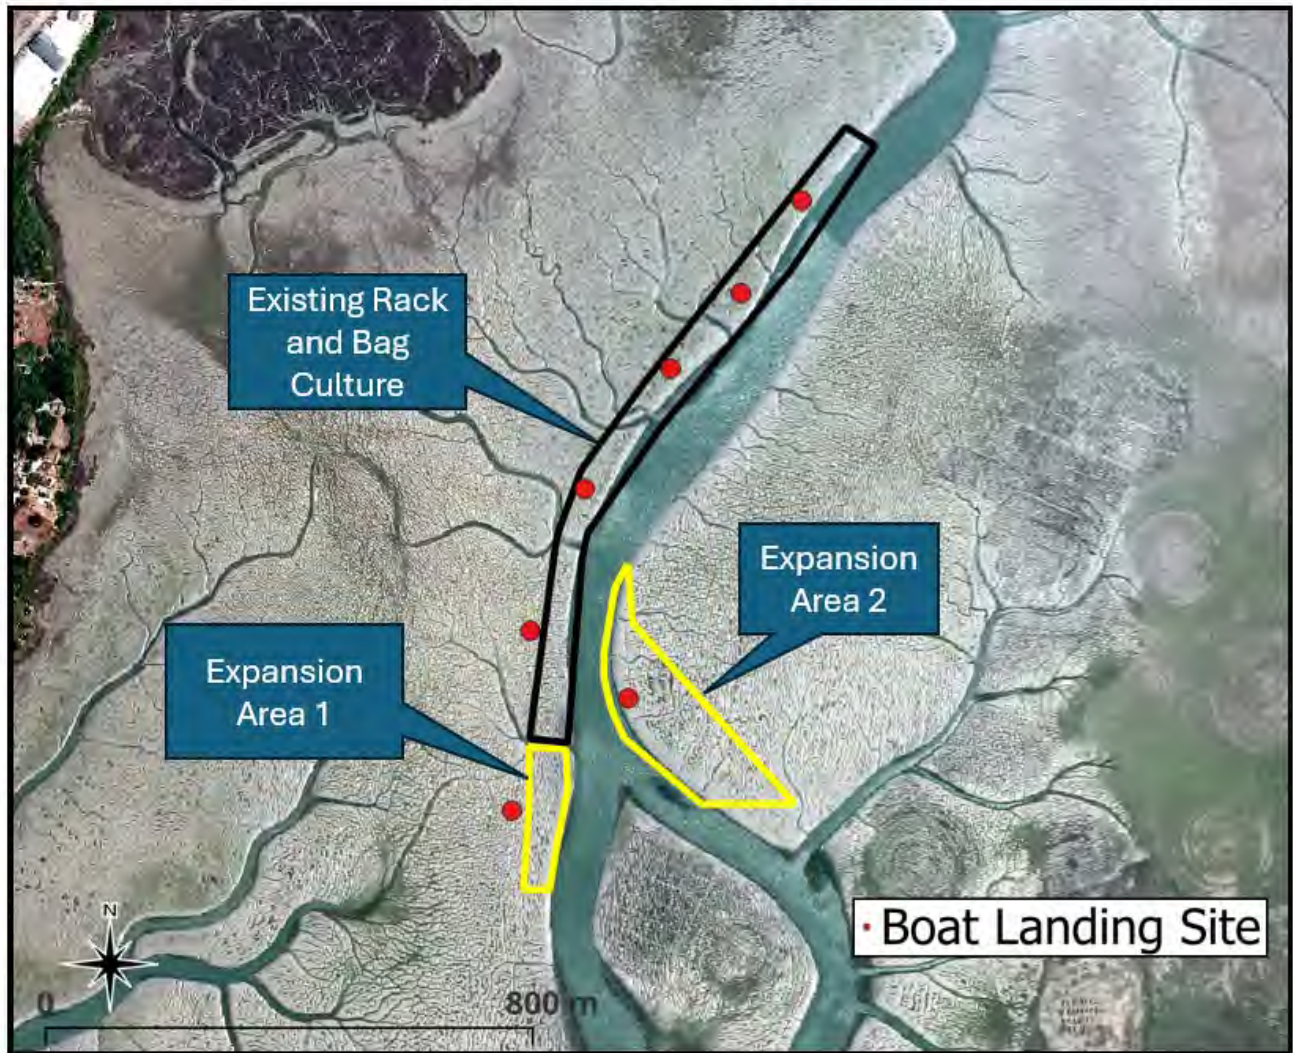 Existing Rack
and Bag
Culture
Expansion
Area 2
Expansion
Area 1
Boat Landing Site
N
0 800 m